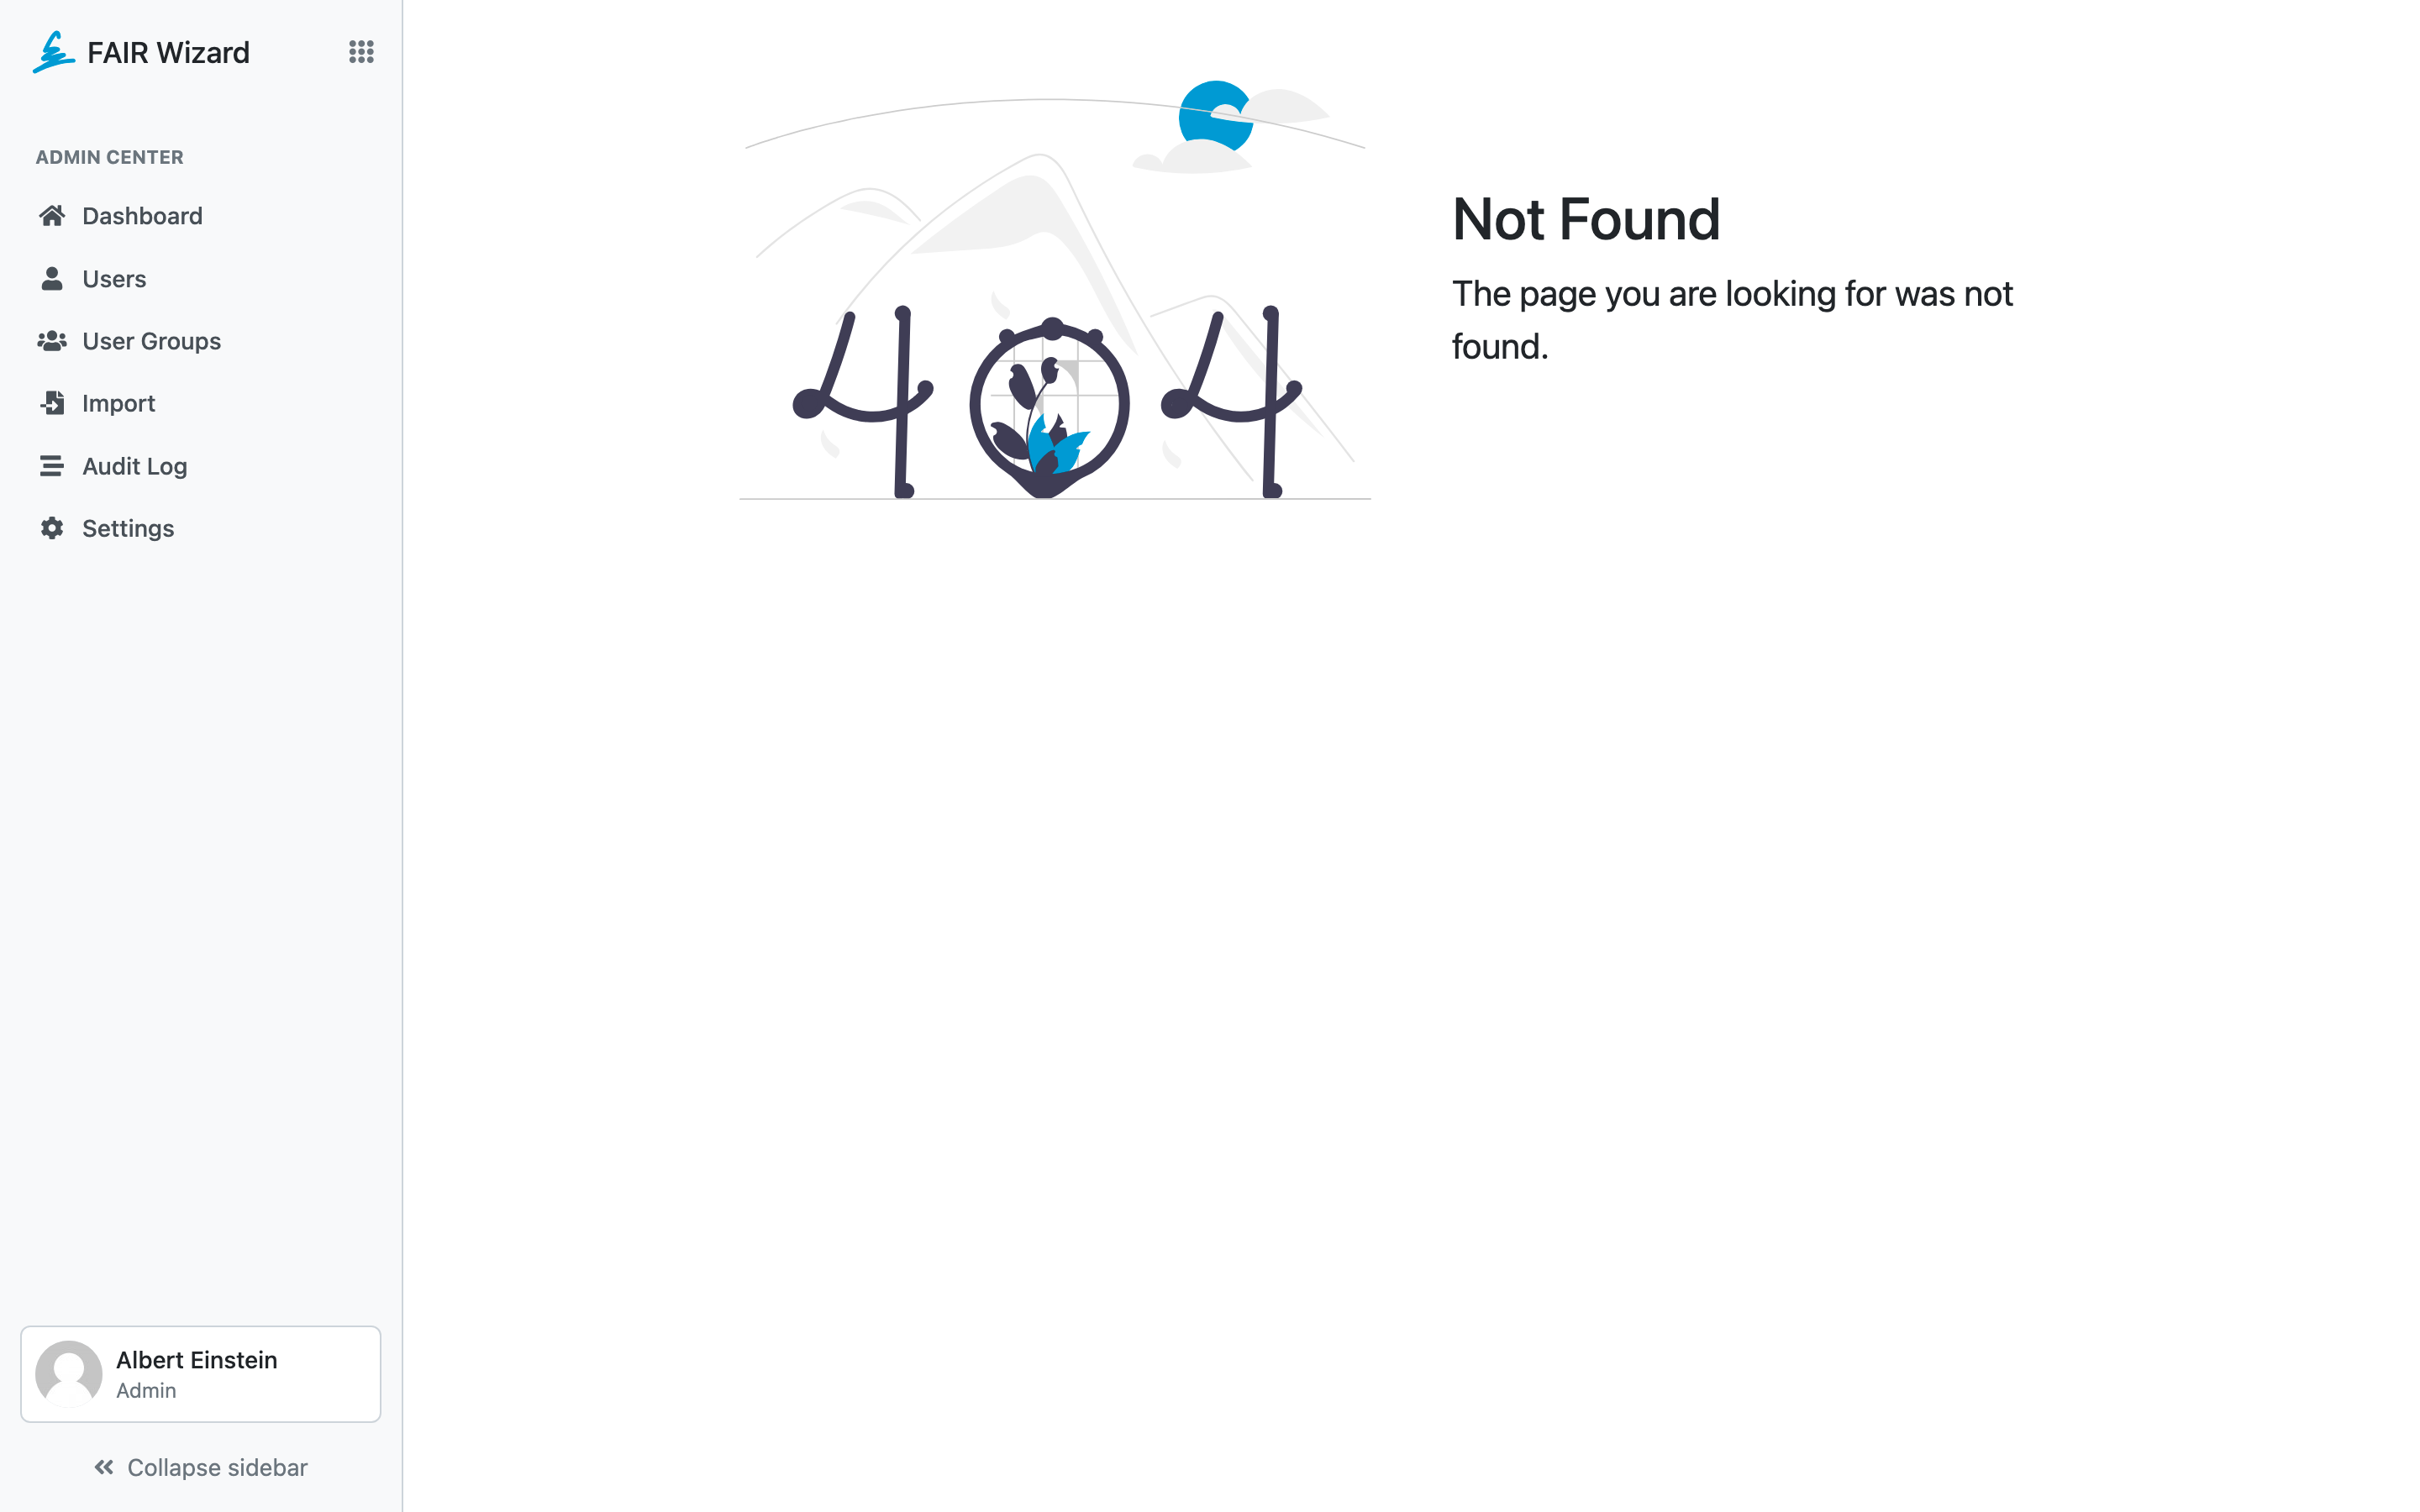 FAIR Wizard
ADMIN CENTER
Dashboard
Users
User Groups
Import
Audit Log
Settings
Albert Einstein
Admin
Collapse sidebar
404
Not Found
The page you are looking for was not
found.